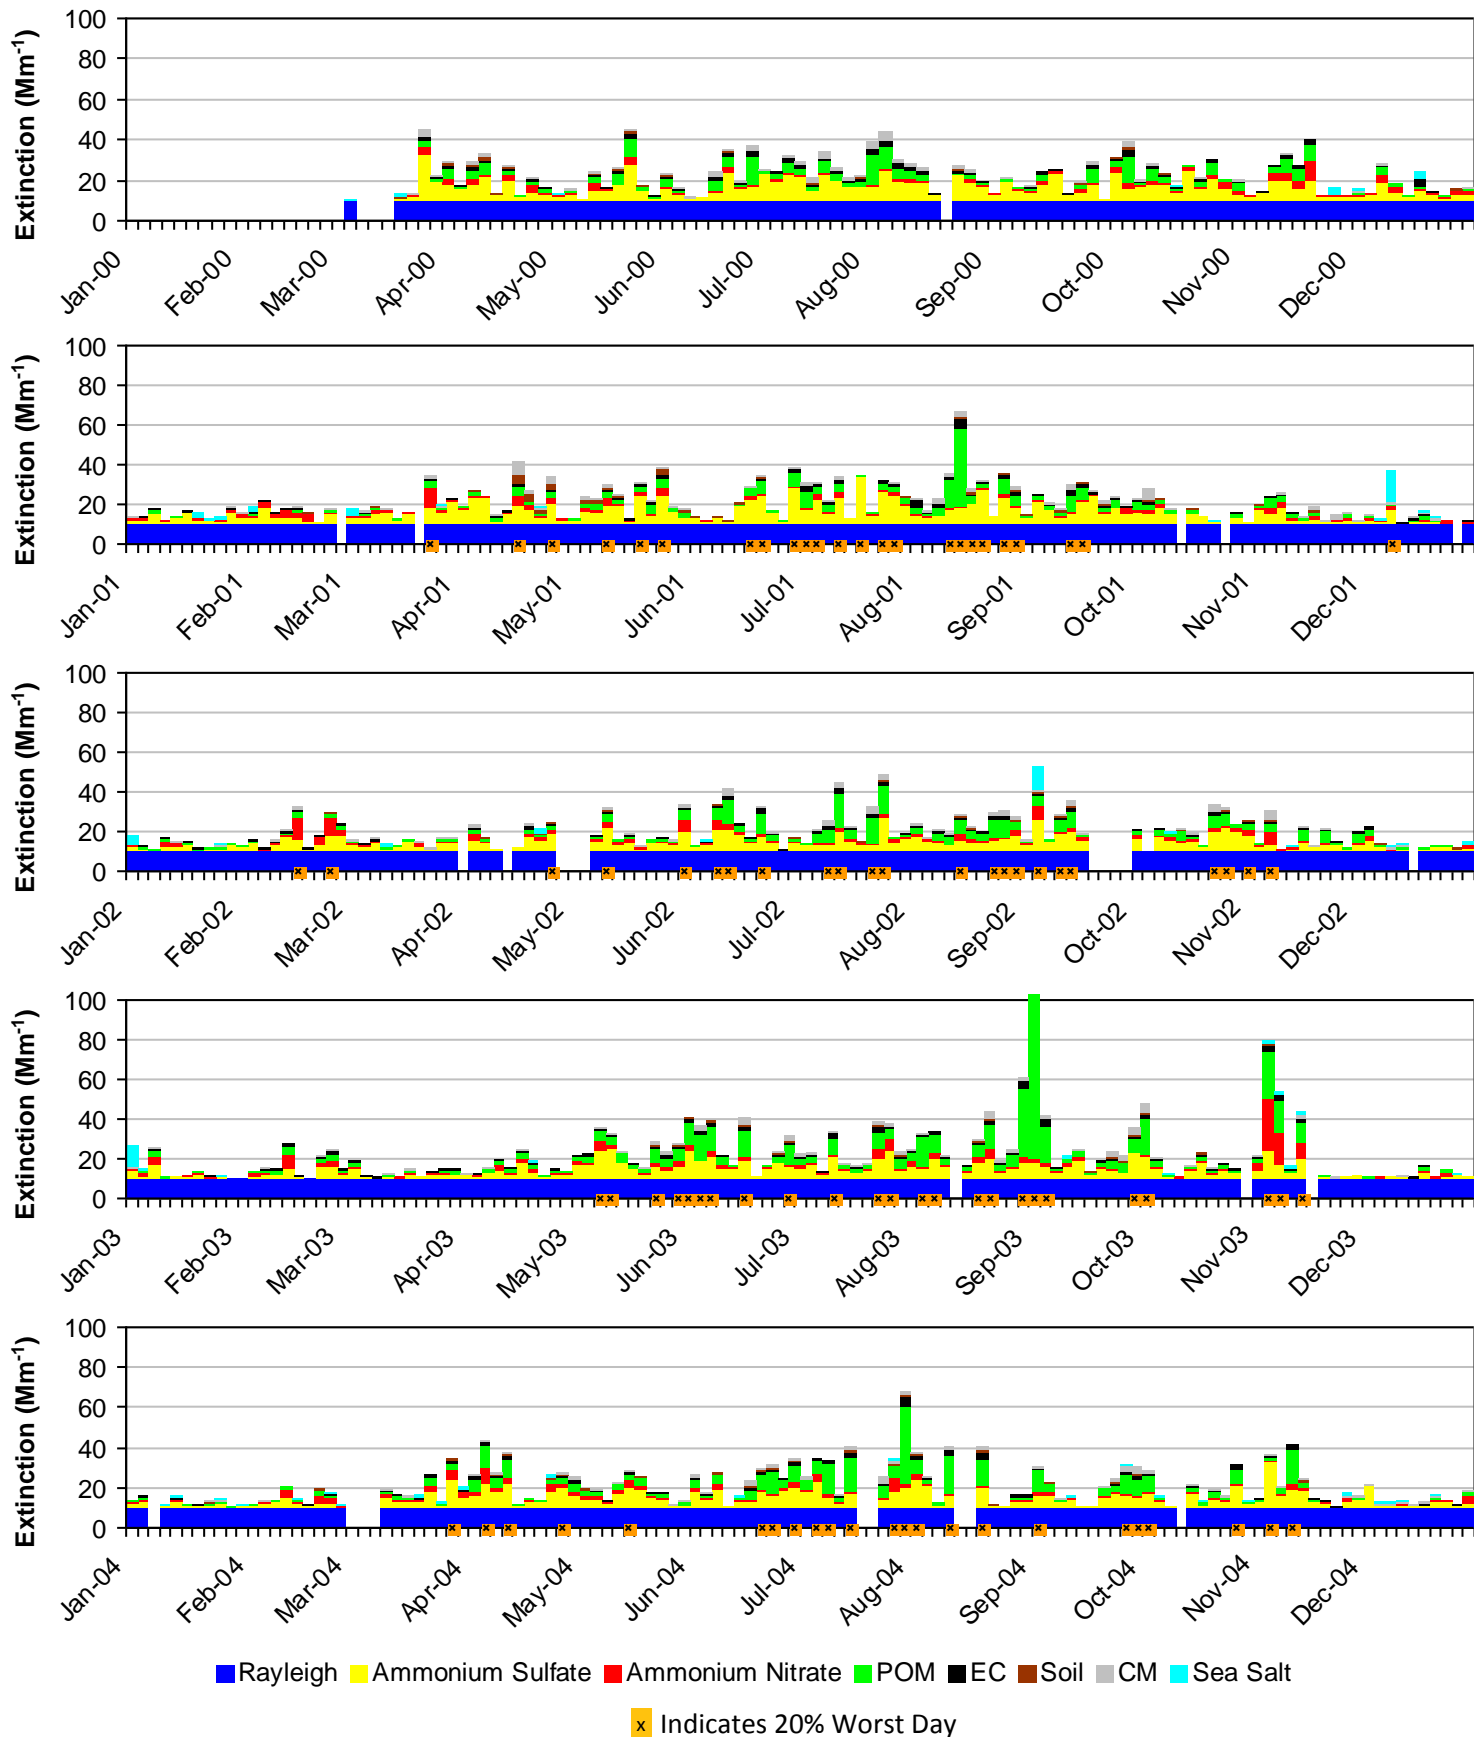 Extinction (Mm-1)
100
80
60
40
20
0
Jan-00 Feb-00 Mar-00 Apr-00 May-00 Jun-00 Jul-00 Aug-00 Sep-00 Oct-00 Nov-00 Dec-00
Extinction (Mm-1)
100
80
60
40
20
0
Jan-01 Feb-01 Mar-01 Apr-01 May-01 Jun-01 Jul-01 Aug-01 Sep-01 Oct-01 Nov-01 Dec-01
Extinction (Mm-1)
100
80
60
40
20
0
Jan-02 Feb-02 Mar-02 Apr-02 May-02 Jun-02 Jul-02 Aug-02 Sep-02 Oct-02 Nov-02 Dec-02
Extinction (Mm-1)
100
80
60
40
20
0
Jan-03 Feb-03 Mar-03 Apr-03 May-03 Jun-03 Jul-03 Aug-03 Sep-03 Oct-03 Nov-03 Dec-03
Extinction (Mm-1)
100
80
60
40
20
0
Jan-04 Feb-04 Mar-04 Apr-04 May-04 Jun-04 Jul-04 Aug-04 Sep-04 Oct-04 Nov-04 Dec-04
Rayleigh Ammonium Sulfate Ammonium Nitrate POM EC Soil CM Sea Salt
x Indicates 20% Worst Day